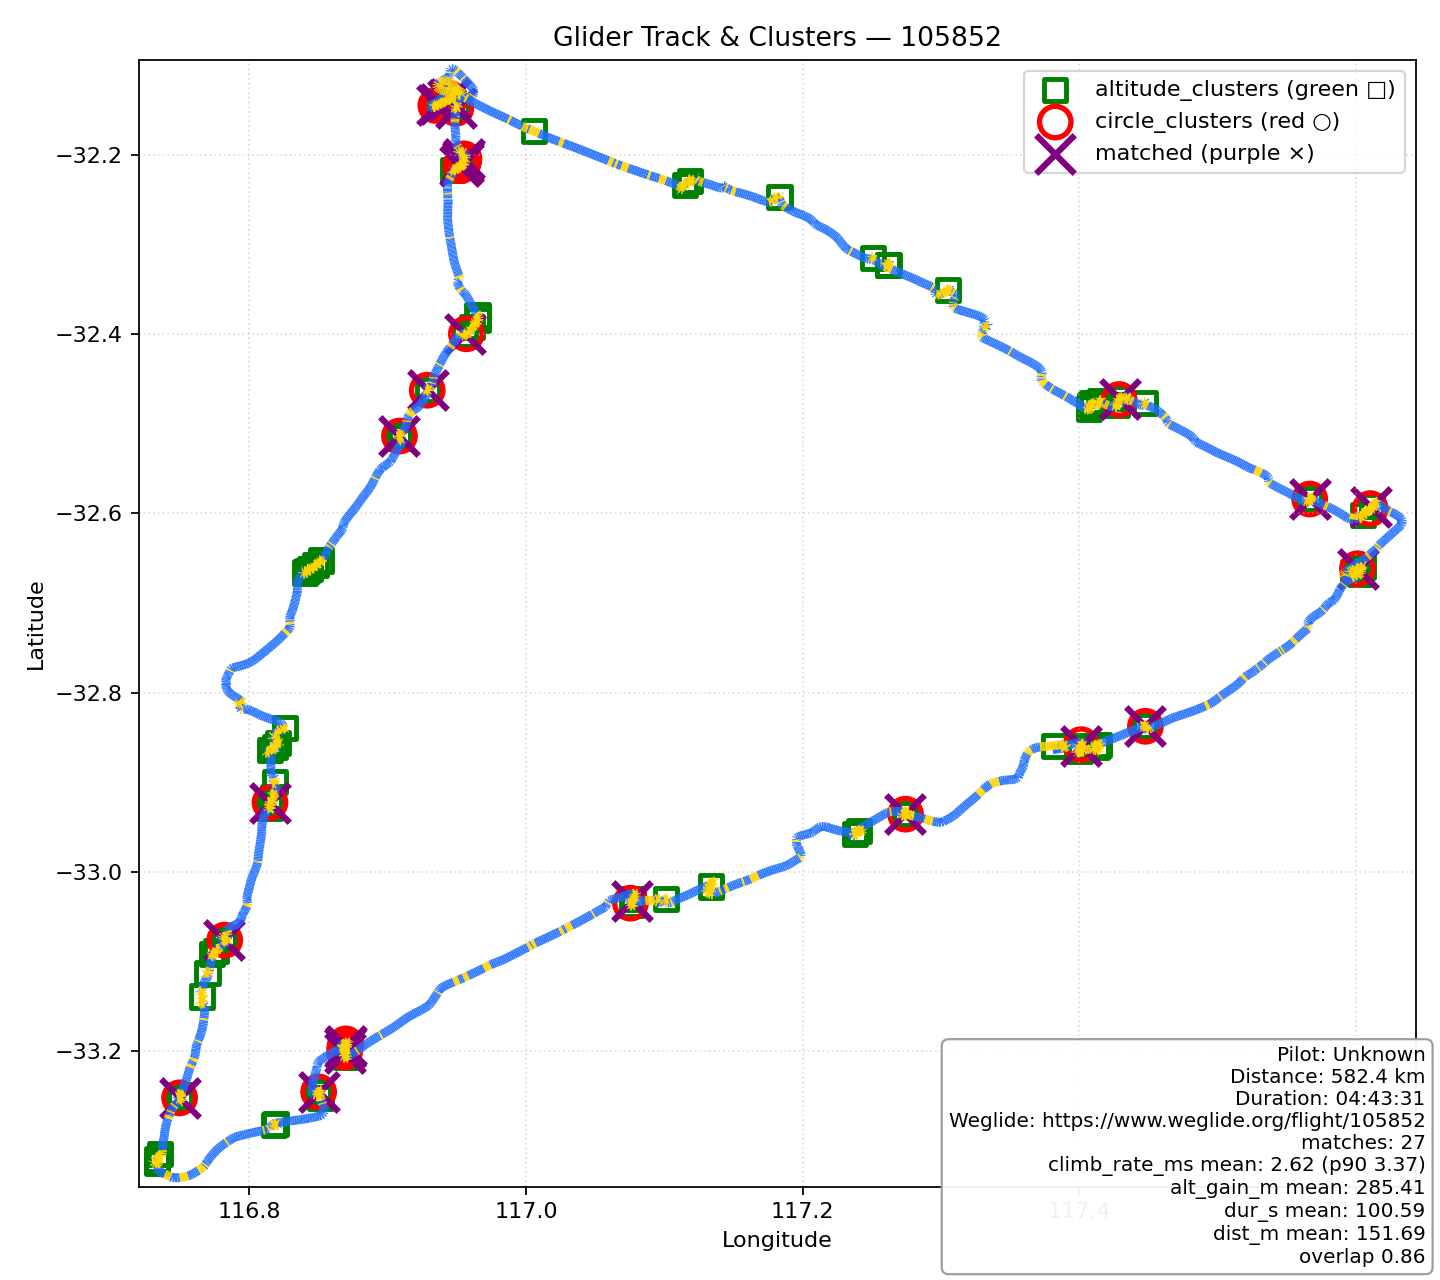 Glider Track & Clusters — 105852
altitude_clusters (green □)
circle_clusters (red ○)
matched (purple ×)
−32.2
−32.4
−32.6
−32.8
−33.0
−33.2
Latitude
116.8
117.0
117.2
117.4
Longitude
Pilot: Unknown
Distance: 582.4 km
Duration: 04:43:31
Weglide: https://www.weglide.org/flight/105852
matches: 27
climb_rate_ms mean: 2.62 (p90 3.37)
alt_gain_m mean: 285.41
dur_s mean: 100.59
dist_m mean: 151.69
overlap 0.86